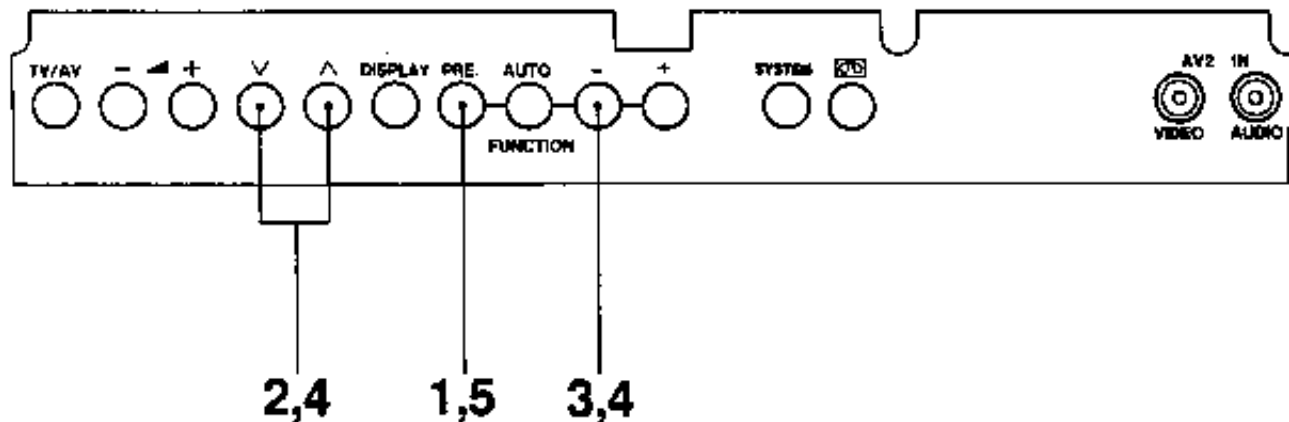 TV/AV − + ∨ ∧ DISPLAY PRE. AUTO - + SYSTEM AV2 IN
FUNCTION VIDEO AUDIO
2,4 1,5 3,4